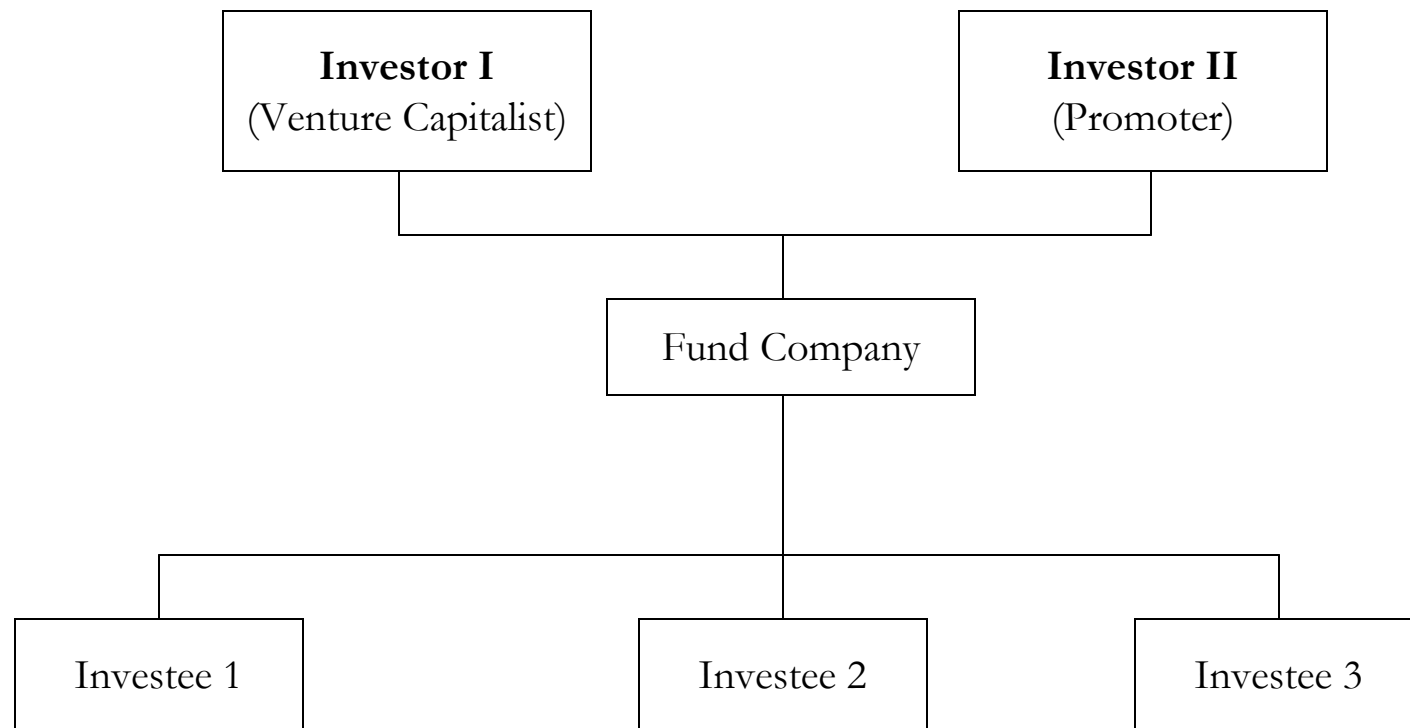 Investor I
(Venture Capitalist)
Investor II
(Promoter)
Fund Company
Investee 1
Investee 2
Investee 3